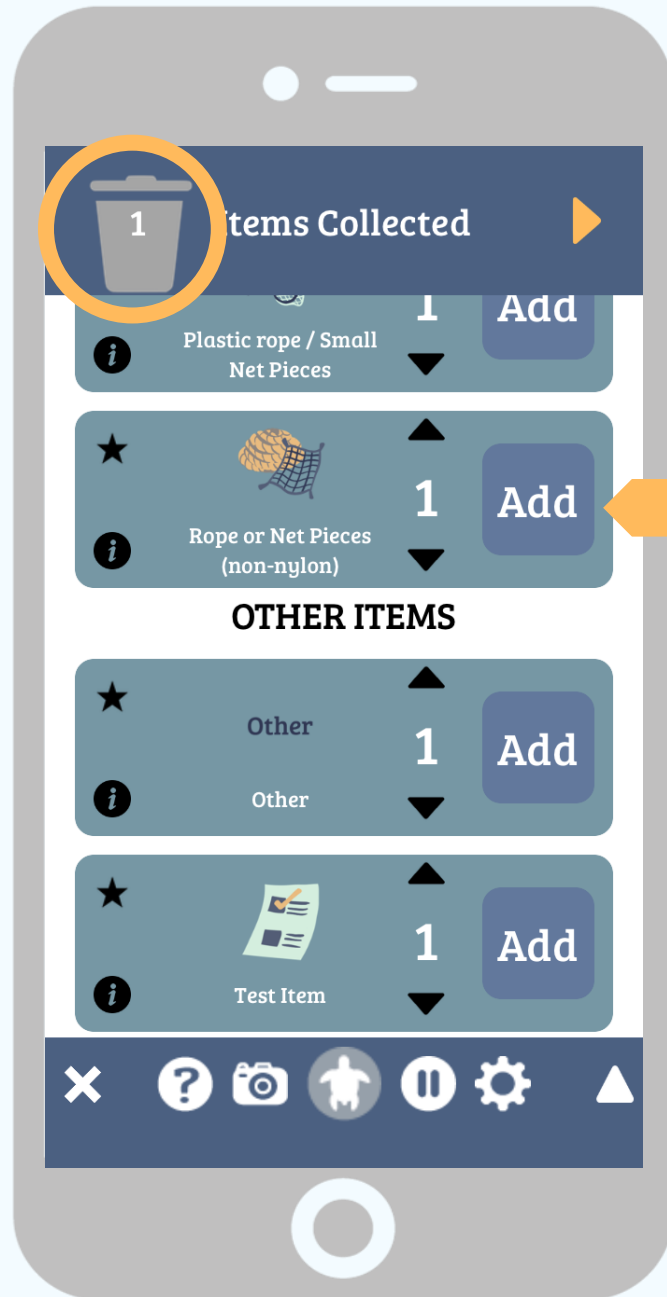 1 Items Collected
1 Add
Plastic rope / Small
Net Pieces
i
1 Add
Rope or Net Pieces
(non-nylon)
i
OTHER ITEMS
Other
1 Add
Other
i
1 Add
Test Item
i
?